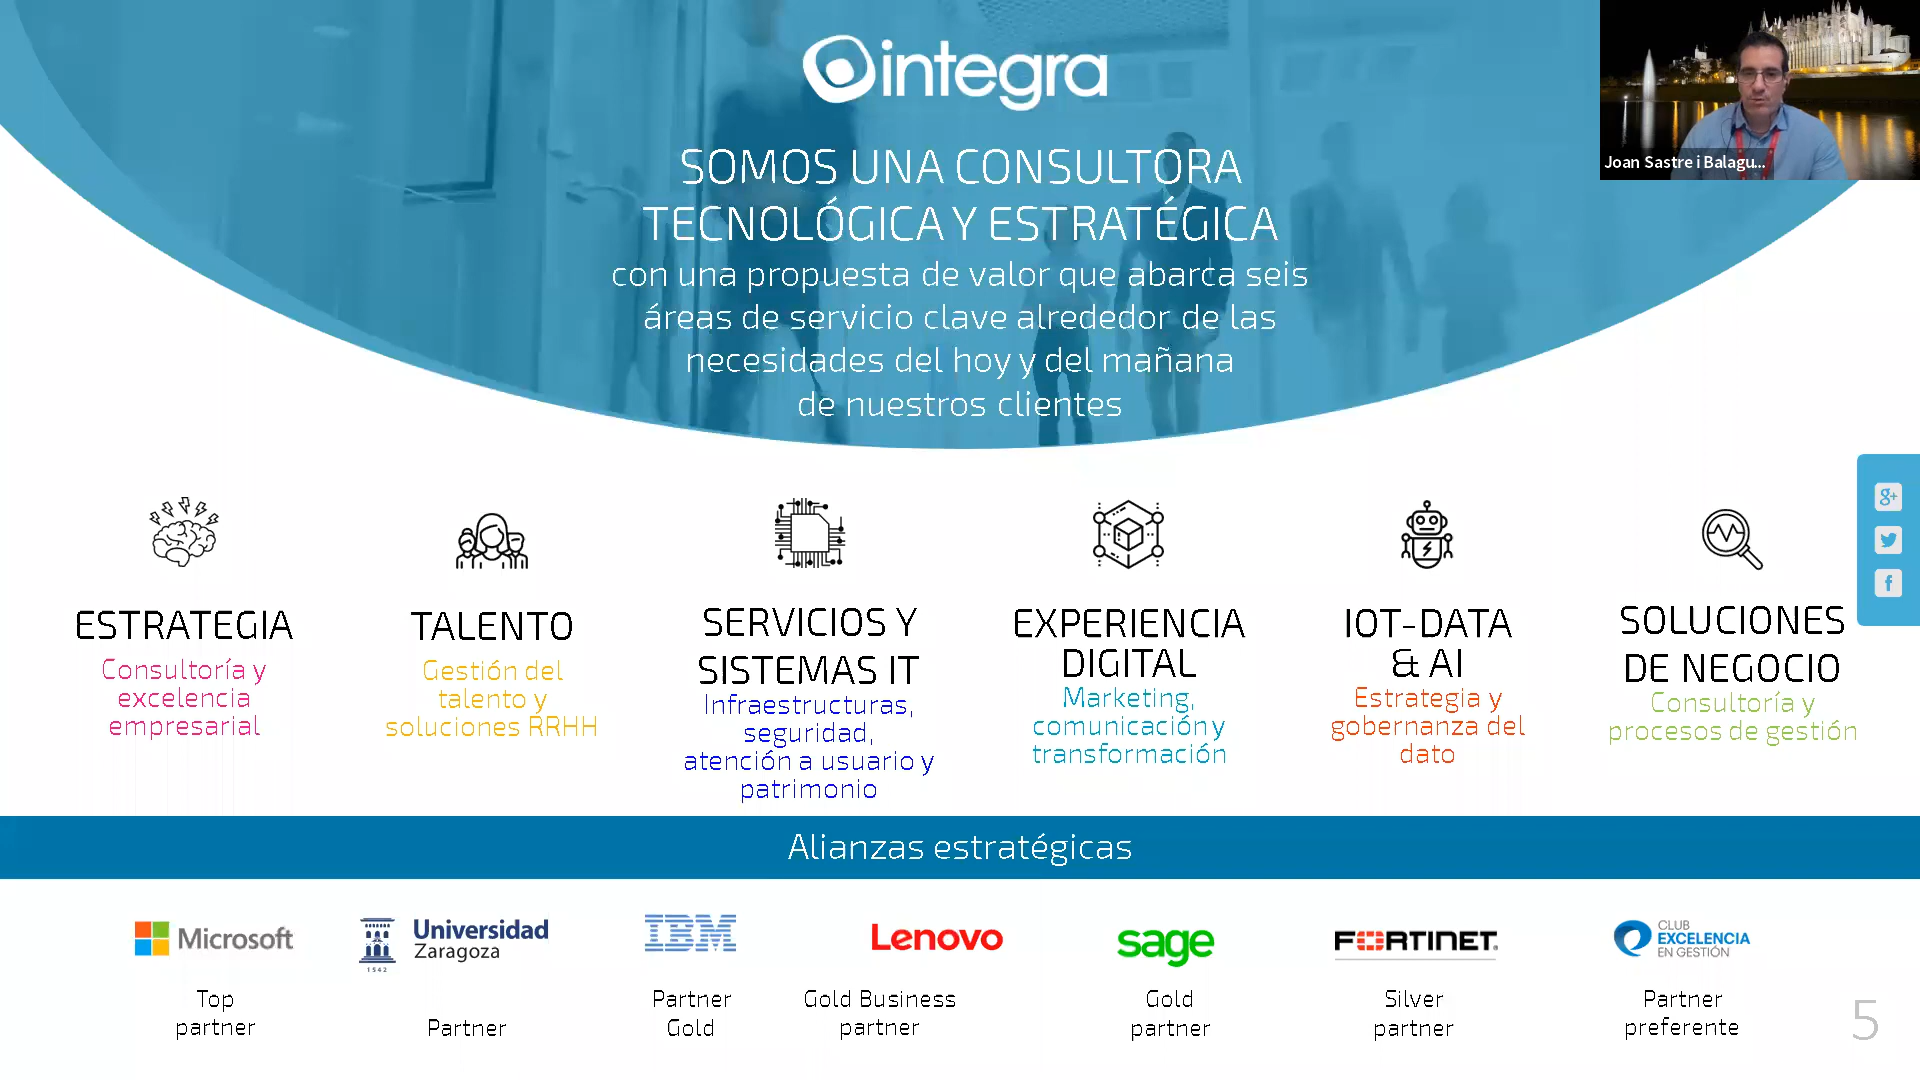 integra
Joan Sastre i Balagu...
SOMOS UNA CONSULTORA
TECNOLÓGICA Y ESTRATÉGICA
con una propuesta de valor que abarca seis
áreas de servicio clave alrededor de las
necesidades del hoy y del mañana
de nuestros clientes
g+
f
ESTRATEGIA
Consultoría y
excelencia
empresarial
TALENTO
Gestión del
talento y
soluciones RRHH
SERVICIOS Y
SISTEMAS IT
Infraestructuras,
seguridad,
atención a usuario y
patrimonio
EXPERIENCIA
DIGITAL
Marketing,
comunicación y
transformación
IOT-DATA
& AI
Estrategia y
gobernanza del
dato
SOLUCIONES
DE NEGOCIO
Consultoría y
procesos de gestión
Alianzas estratégicas
Microsoft
Top
partner
1542
Universidad
Zaragoza
Partner
IBM
Partner
Gold
Lenovo
Gold Business
partner
sage
Gold
partner
FORTINET
Silver
partner
CLUB
EXCELENCIA
EN GESTIÓN
Partner
preferente
5